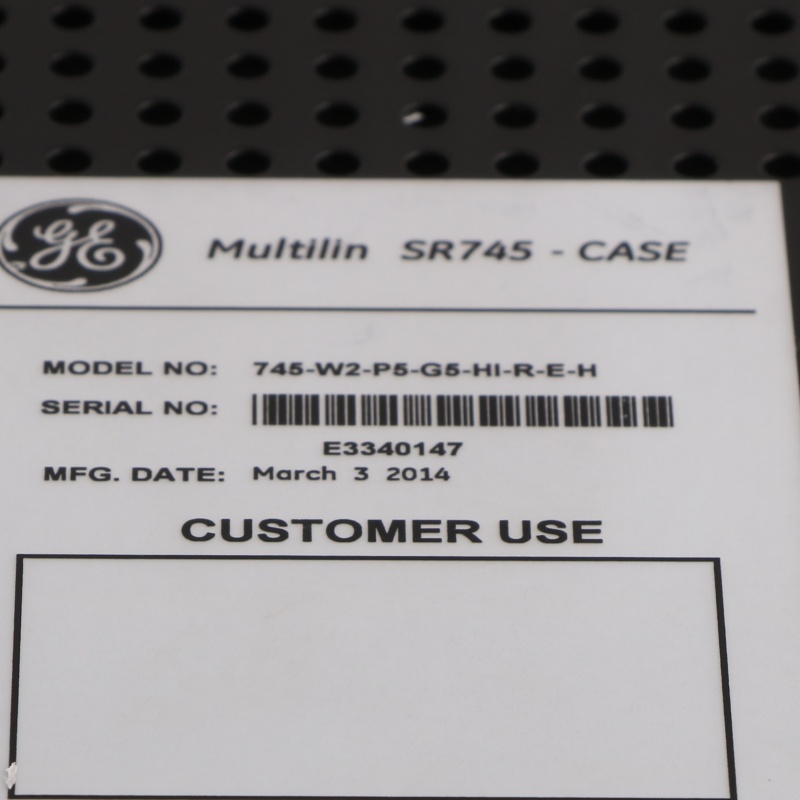 GE Multilin SR745 - CASE
MODEL NO: 745-W2-P5-G5-HI-R-E-H
SERIAL NO:
E3340147
MFG. DATE: March 3 2014
CUSTOMER USE